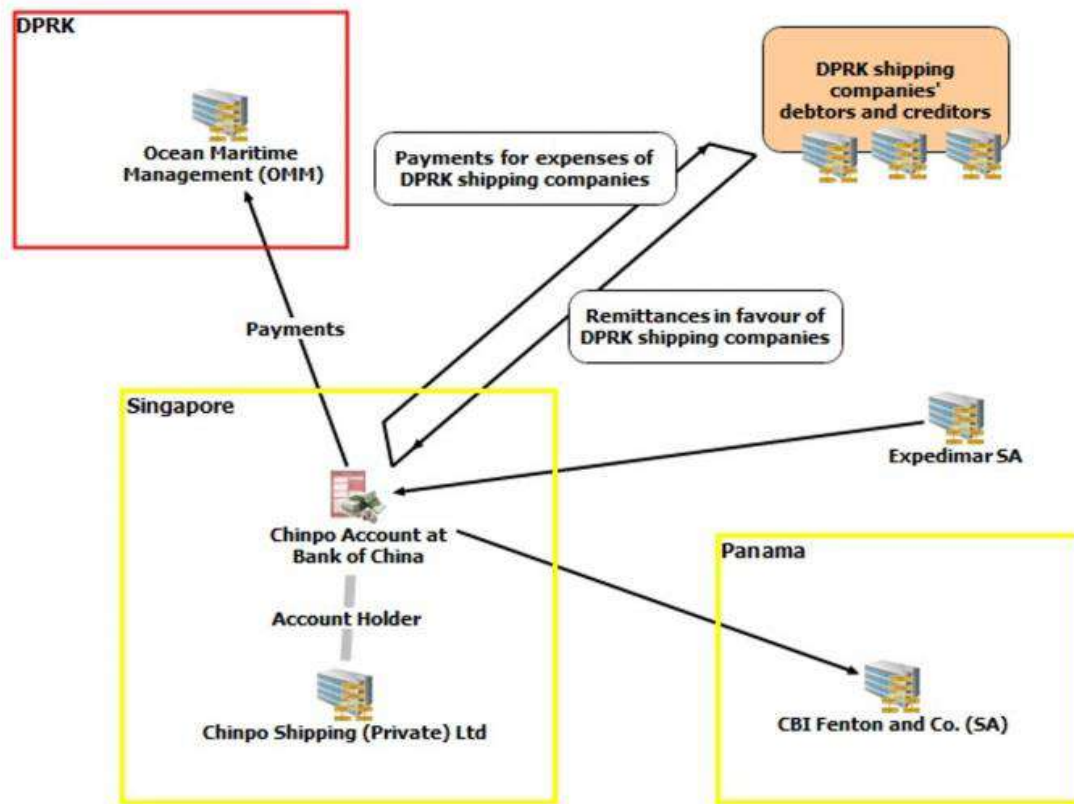 DPRK
Ocean Maritime
Management (OMM)
DPRK shipping
companies'
debtors and creditors
Payments for expenses of
DPRK shipping companies
Remittances in favour of
DPRK shipping companies
Payments
Singapore
Expedimar SA
Chinpo Account at
Bank of China
Account Holder
Chinpo Shipping (Private) Ltd
Panama
CBI Fenton and Co. (SA)